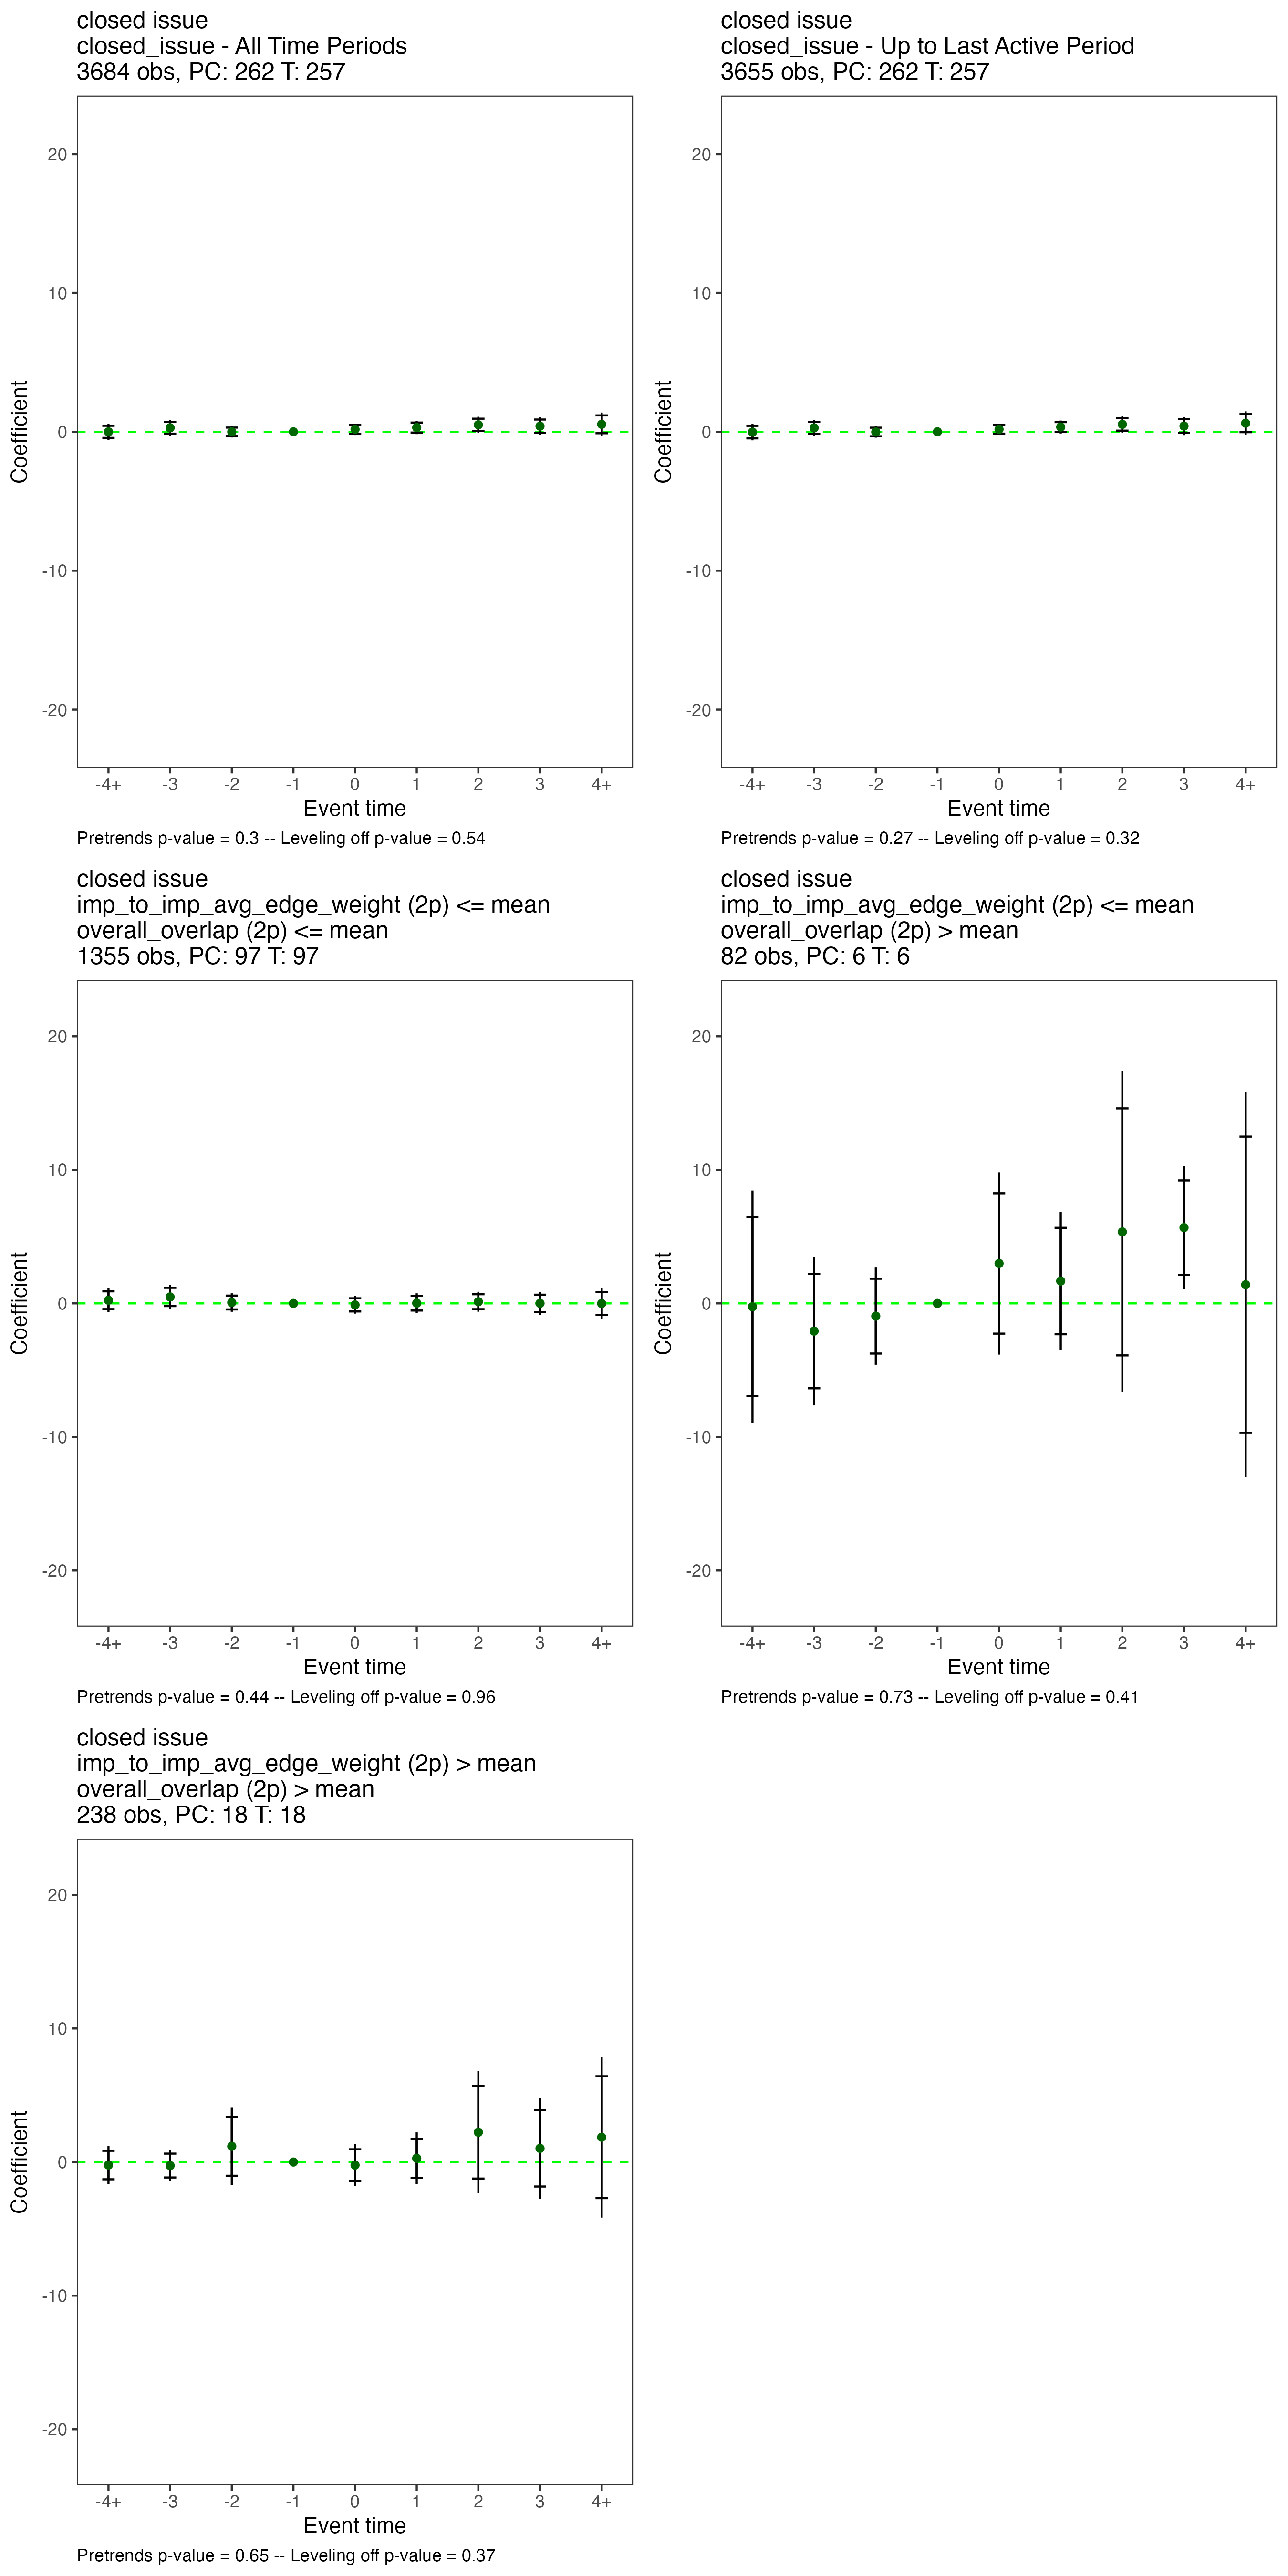 closed issue
closed_issue - All Time Periods
3684 obs, PC: 262 T: 257
20
10
0
-10
-20
Coefficient
-4+ -3 -2 -1 0 1 2 3 4+
Event time
Pretrends p-value = 0.3 -- Leveling off p-value = 0.54
closed issue
closed_issue - Up to Last Active Period
3655 obs, PC: 262 T: 257
20
10
0
-10
-20
Coefficient
-4+ -3 -2 -1 0 1 2 3 4+
Event time
Pretrends p-value = 0.27 -- Leveling off p-value = 0.32
closed issue
imp_to_imp_avg_edge_weight (2p) <= mean
overall_overlap (2p) <= mean
1355 obs, PC: 97 T: 97
20
10
0
-10
-20
Coefficient
-4+ -3 -2 -1 0 1 2 3 4+
Event time
Pretrends p-value = 0.44 -- Leveling off p-value = 0.96
closed issue
imp_to_imp_avg_edge_weight (2p) <= mean
overall_overlap (2p) > mean
82 obs, PC: 6 T: 6
20
10
0
-10
-20
Coefficient
-4+ -3 -2 -1 0 1 2 3 4+
Event time
Pretrends p-value = 0.73 -- Leveling off p-value = 0.41
closed issue
imp_to_imp_avg_edge_weight (2p) > mean
overall_overlap (2p) > mean
238 obs, PC: 18 T: 18
20
10
0
-10
-20
Coefficient
-4+ -3 -2 -1 0 1 2 3 4+
Event time
Pretrends p-value = 0.65 -- Leveling off p-value = 0.37